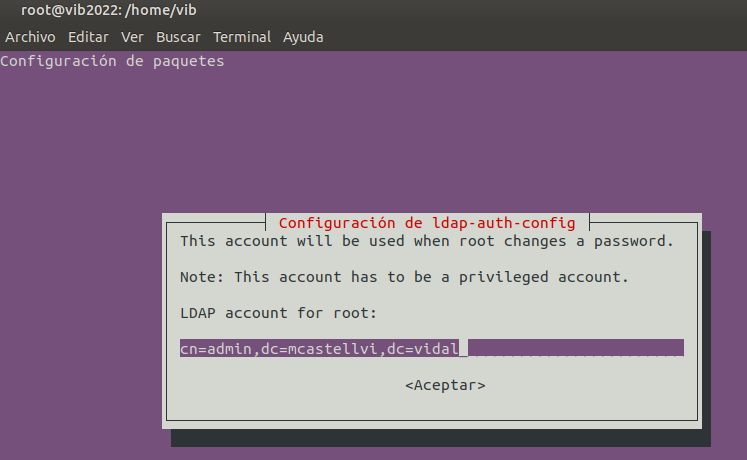 root@vib2022: /home/vib
Archivo Editar Ver Buscar Terminal Ayuda
Configuración de paquetes
Configuración de ldap-auth-config
This account will be used when root changes a password.
Note: This account has to be a privileged account.
LDAP account for root:
cn=admin,dc=mcastellvi,dc=vidal
<Aceptar>